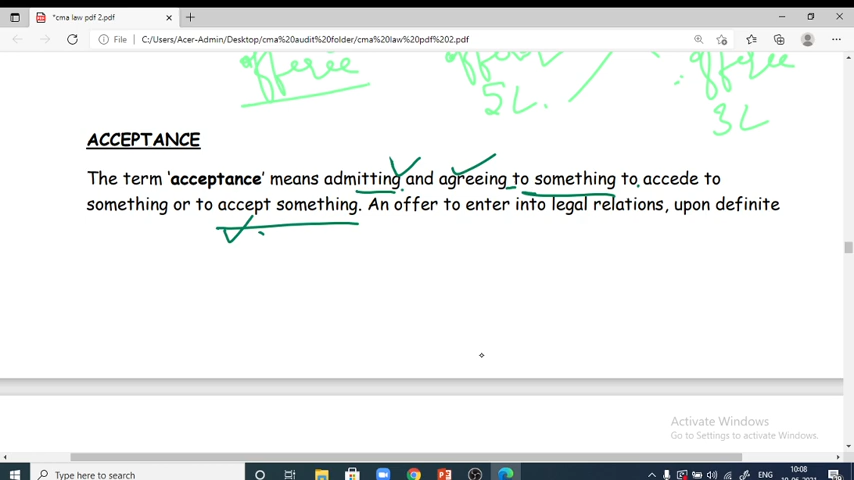 *cma law pdf 2.pdf
File C:/Users/Acer-Admin/Desktop/cma%20audit%20folder/cma%20law%20pdf%202.pdf
offeree
offeree
5L.
3L
ACCEPTANCE
The term 'acceptance' means admitting and agreeing to something to accede to
something or to accept something. An offer to enter into legal relations, upon definite
Activate Windows
Go to Settings to activate Windows.
Type here to search
ENG
10:08